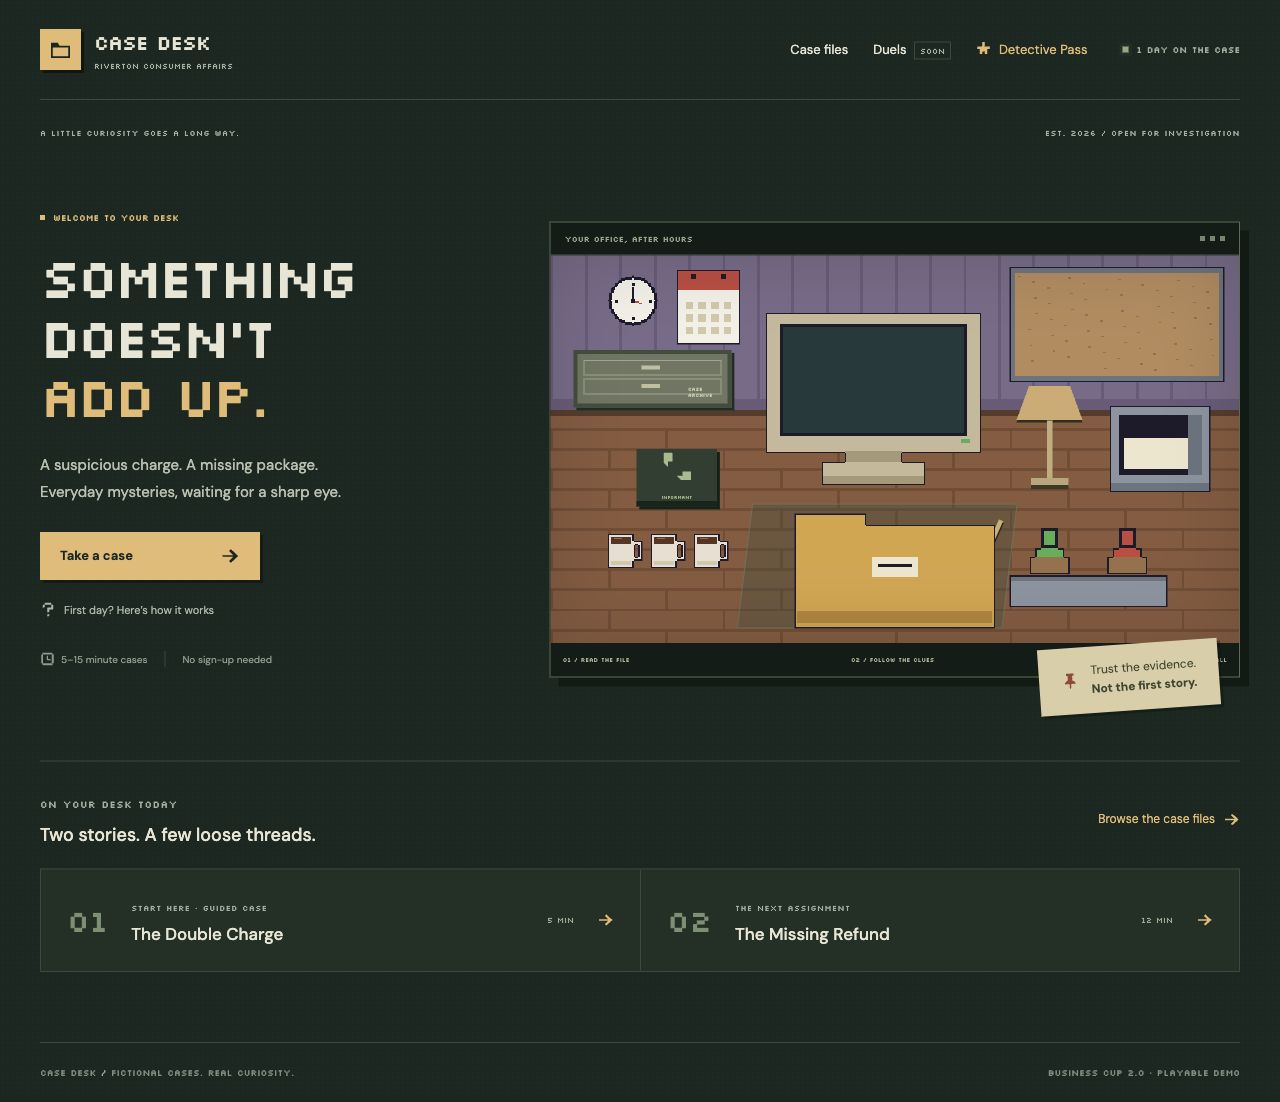 CASE DESK
RIVERTON CONSUMER AFFAIRS
Case files
Duels
SOON
Detective Pass
1 DAY ON THE CASE
A LITTLE CURIOSITY GOES A LONG WAY.
EST. 2026 / OPEN FOR INVESTIGATION
WELCOME TO YOUR DESK
SOMETHING
DOESN'T
ADD UP.
A suspicious charge. A missing package.
Everyday mysteries, waiting for a sharp eye.
Take a case
? First day? Here's how it works
5–15 minute cases
No sign-up needed
YOUR OFFICE, AFTER HOURS
CASE
ARCHIVE
INFORMANT
01 / READ THE FILE
02 / FOLLOW THE CLUES
Trust the evidence.
Not the first story.
ON YOUR DESK TODAY
Two stories. A few loose threads.
Browse the case files
01
START HERE · GUIDED CASE
The Double Charge
5 MIN
02
THE NEXT ASSIGNMENT
The Missing Refund
12 MIN
CASE DESK / FICTIONAL CASES. REAL CURIOSITY.
BUSINESS CUP 2.0 · PLAYABLE DEMO